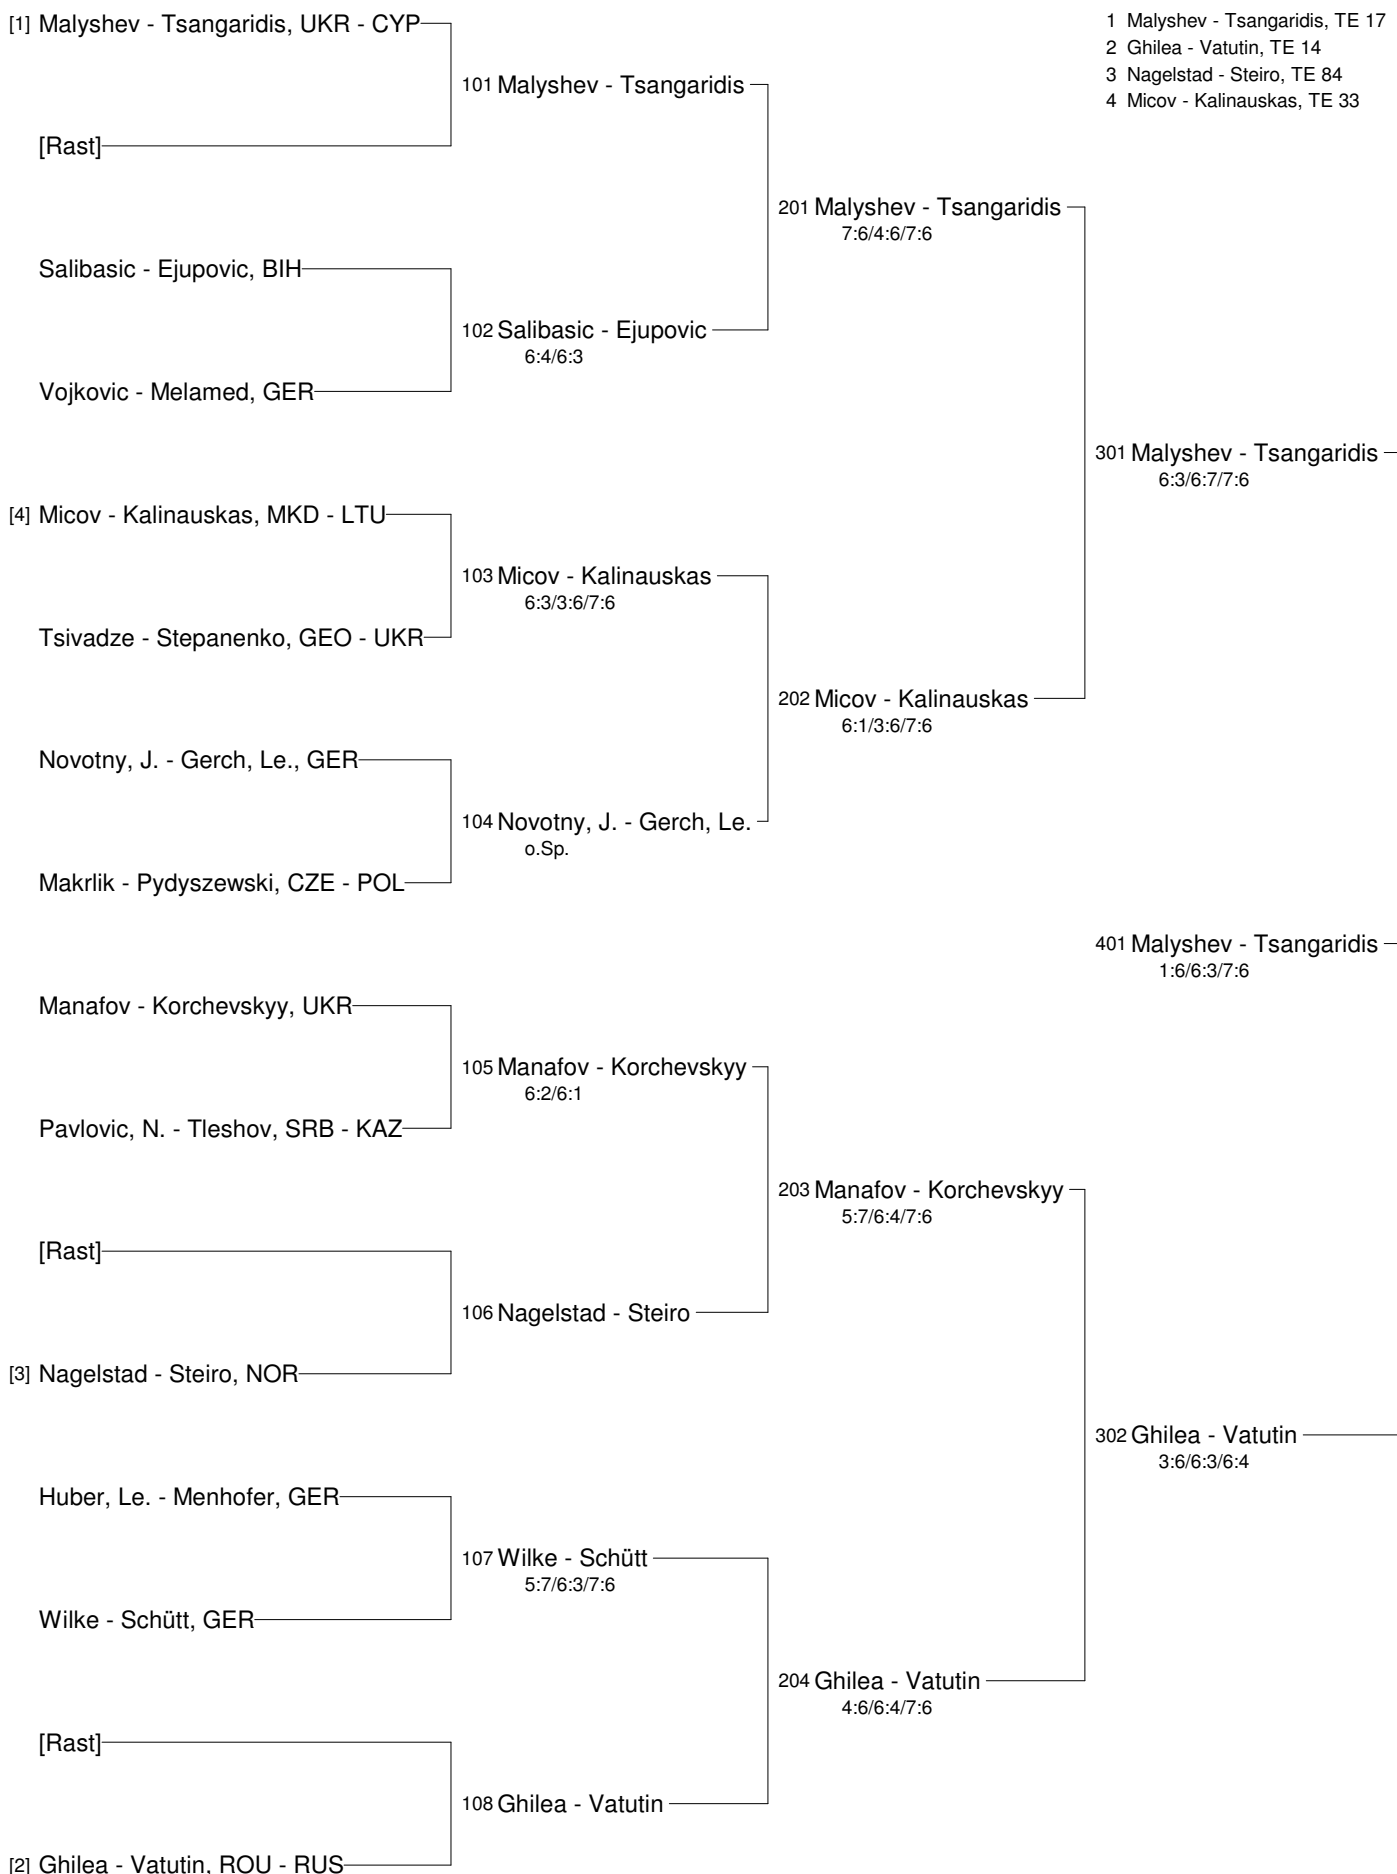 [1] Malyshev - Tsangaridis, UKR - CYP
1 Malyshev - Tsangaridis, TE 17
2 Ghilea - Vatutin, TE 14
3 Nagelstad - Steiro, TE 84
4 Micov - Kalinauskas, TE 33
101 Malyshev - Tsangaridis
[Rast]
201 Malyshev - Tsangaridis
7:6/4:6/7:6
Salibasic - Ejupovic, BIH
102 Salibasic - Ejupovic
6:4/6:3
Vojkovic - Melamed, GER
301 Malyshev - Tsangaridis
6:3/6:7/7:6
[4] Micov - Kalinauskas, MKD - LTU
103 Micov - Kalinauskas
6:3/3:6/7:6
Tsivadze - Stepanenko, GEO - UKR
202 Micov - Kalinauskas
6:1/3:6/7:6
Novotny, J. - Gerch, Le., GER
104 Novotny, J. - Gerch, Le.
o.Sp.
Makrlik - Pydyszewski, CZE - POL
401 Malyshev - Tsangaridis
1:6/6:3/7:6
Manafov - Korchevskyy, UKR
105 Manafov - Korchevskyy
6:2/6:1
Pavlovic, N. - Tleshov, SRB - KAZ
203 Manafov - Korchevskyy
5:7/6:4/7:6
[Rast]
106 Nagelstad - Steiro
[3] Nagelstad - Steiro, NOR
302 Ghilea - Vatutin
3:6/6:3/6:4
Huber, Le. - Menhofer, GER
107 Wilke - Schütt
5:7/6:3/7:6
Wilke - Schütt, GER
204 Ghilea - Vatutin
4:6/6:4/7:6
[Rast]
108 Ghilea - Vatutin
[2] Ghilea - Vatutin, ROU - RUS